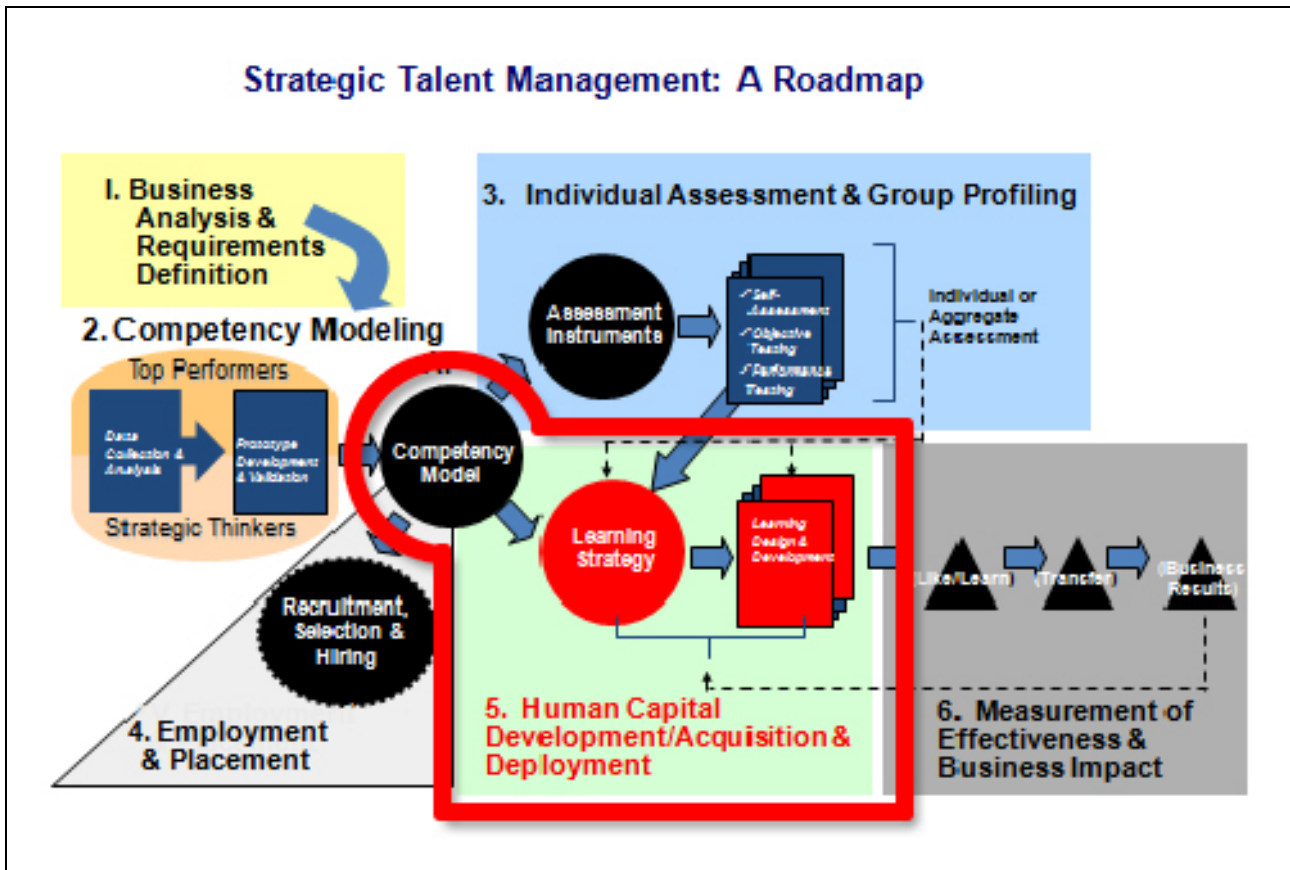 Strategic Talent Management: A Roadmap
I. Business
Analysis &
Requirements
Definition
2. Competency Modeling
Top Performers
Data
Collection &
Analysis
Prototype
Development
& Validation
Strategic Thinkers
Competency
Model
3. Individual Assessment & Group Profiling
Assessment
Instruments
✓ Self-
Assessment
✓ Objective
Testing
✓ Performance
Testing
Individual or
Aggregate
Assessment
Recruitment,
Selection &
Hiring
4. Employment
& Placement
Learning
Strategy
Learning
Design &
Development
5. Human Capital
Development/Acquisition &
Deployment
(Like/Learn)
(Transfer)
(Business
Results)
6. Measurement of
Effectiveness &
Business Impact